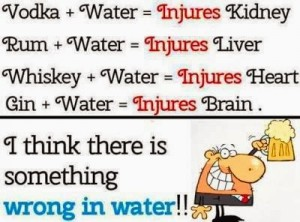 Vodka + Water = Injures Kidney
Rum + Water = Injures Liver
Whiskey + Water = Injures Heart
Gin + Water = Injures Brain .
I think there is
something
wrong in water!!